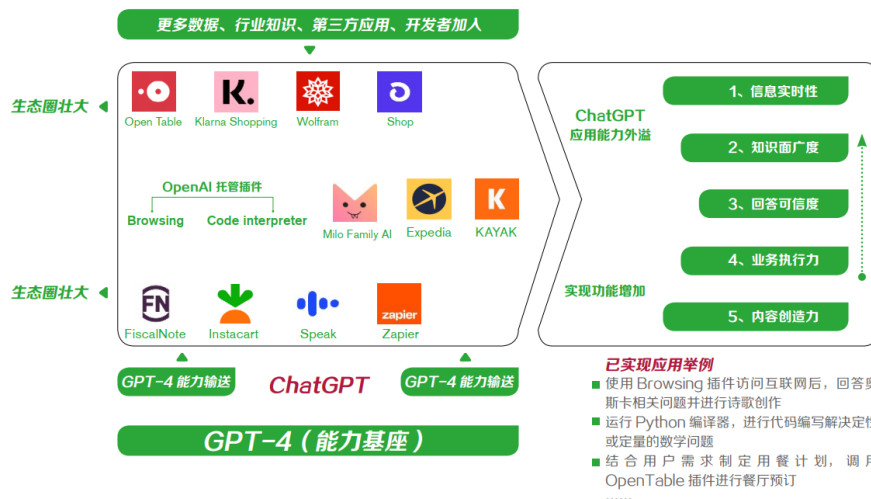 更多数据、行业知识、第三方应用、开发者加入
生态圈壮大
K.
Open Table
Klarna Shopping
Wolfram
Shop
OpenAI 托管插件
Browsing
Code interpreter
Milo Family AI
Expedia
K
KAYAK
生态圈壮大
FN
FiscalNote
Instacart
Speak
zapier
Zapier
GPT-4 能力输送
ChatGPT
GPT-4 能力输送
GPT-4（能力基座）
ChatGPT
应用能力外溢
实现功能增加
1、信息实时性
2、知识面广度
3、回答可信度
4、业务执行力
5、内容创造力
已实现应用举例
使用 Browsing 插件访问互联网后，回答奥
斯卡相关问题并进行诗歌创作
运行 Python 编译器，进行代码编写解决定性
或定量的数学问题
结合用户需求制定用餐计划，调用
OpenTable 插件进行餐厅预订
......